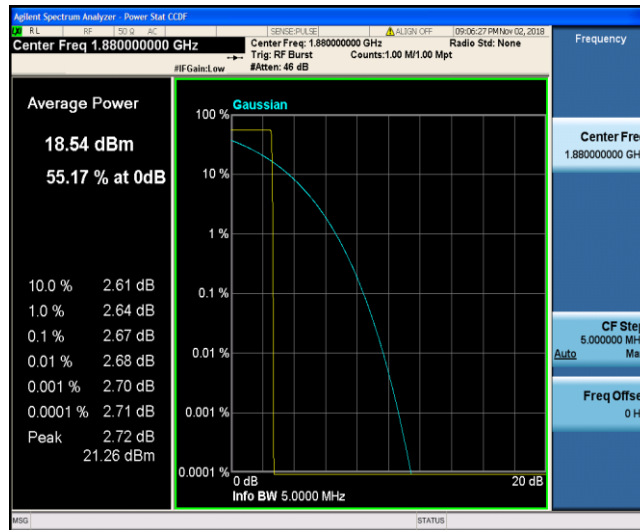 Agilent Spectrum Analyzer - Power Stat CCDF
RL RF 50 Ω AC SENSE:PULSE ALIGN OFF 09:06:27 PM Nov 02, 2018
Center Freq 1.880000000 GHz
Center Freq: 1.880000000 GHz
Radio Std: None
Trig: RF Burst
Counts:1.00 M/1.00 Mpt
#IFGain:Low
#Atten: 46 dB
Average Power
18.54 dBm
55.17 % at 0dB
10.0 % 2.61 dB
1.0 % 2.64 dB
0.1 % 2.67 dB
0.01 % 2.68 dB
0.001 % 2.70 dB
0.0001 % 2.71 dB
Peak 2.72 dB
21.26 dBm
Gaussian
100 %
10 %
1 %
0.1 %
0.01 %
0.001 %
0.0001 %
0 dB
20 dB
Info BW 5.0000 MHz
Frequency
Center Fre
1.880000000 GH
CF Step
5.000000 MH
Auto Ma
Freq Offse
0 H
MSG
STATUS